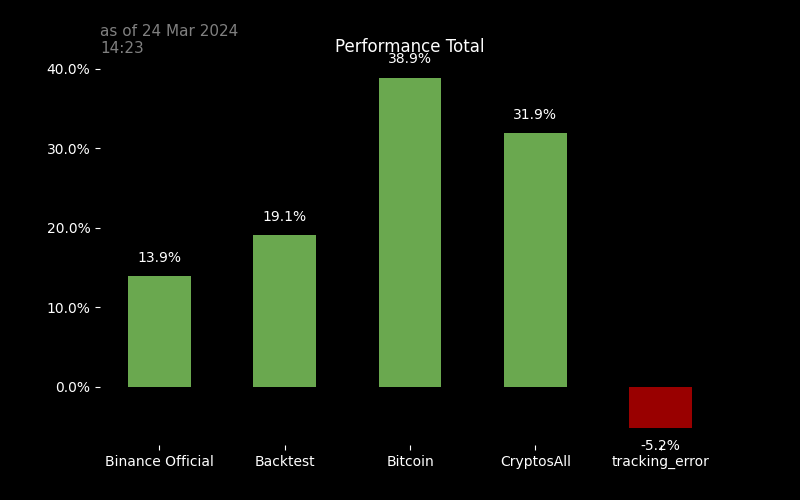 as of 24 Mar 2024
14:23
Performance Total
40.0%
30.0%
20.0%
10.0%
0.0%
13.9%
19.1%
38.9%
31.9%
-5.2%
Binance Official
Backtest
Bitcoin
CryptosAll
tracking_error